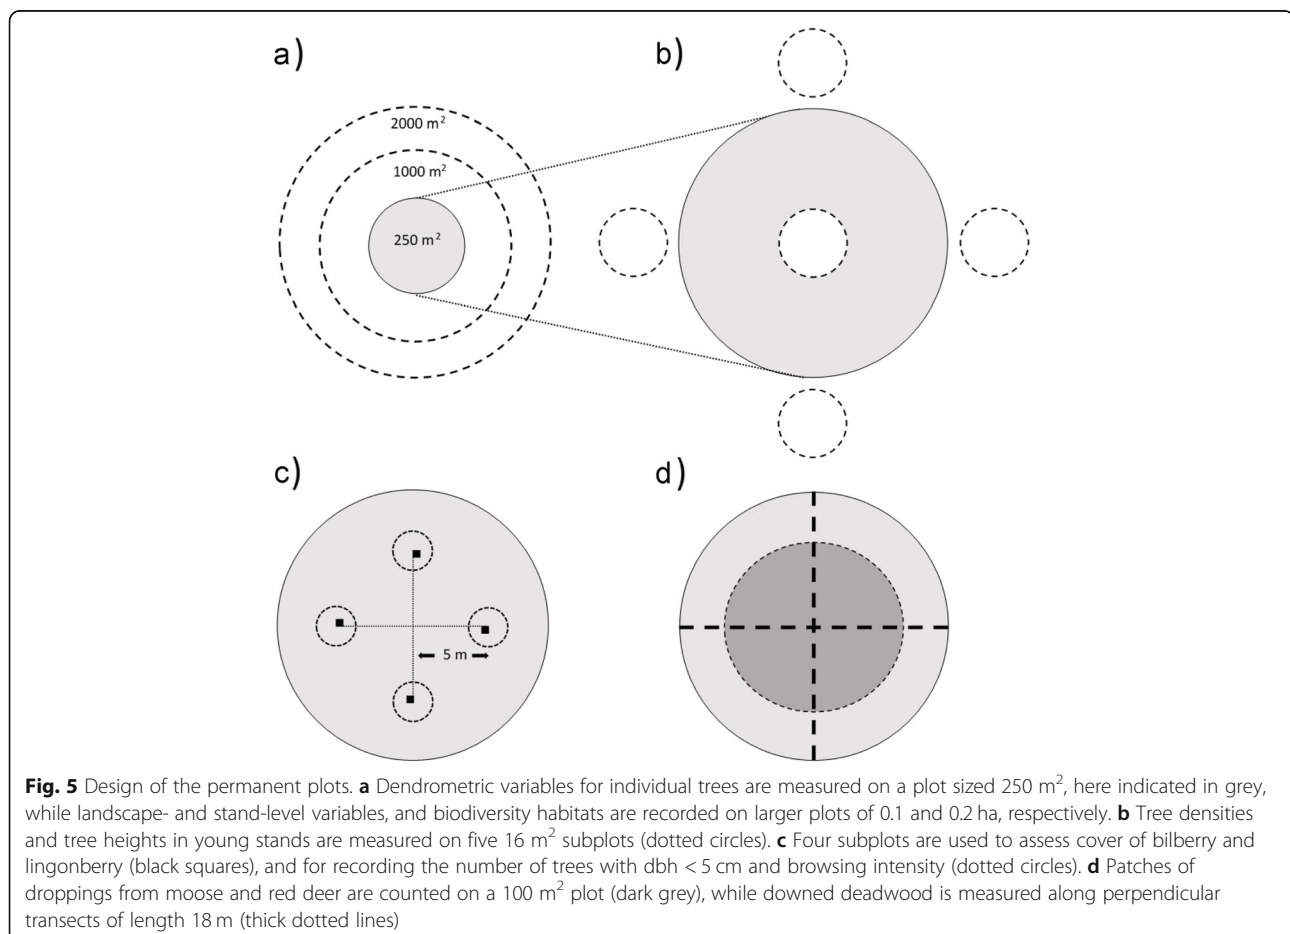 a)
b)
2000 m²
1000 m²
250 m²
c)
d)
5 m
Fig. 5 Design of the permanent plots. a Dendrometric variables for individual trees are measured on a plot sized 250 m², here indicated in grey,
while landscape- and stand-level variables, and biodiversity habitats are recorded on larger plots of 0.1 and 0.2 ha, respectively. b Tree densities
and tree heights in young stands are measured on five 16 m² subplots (dotted circles). c Four subplots are used to assess cover of bilberry and
lingonberry (black squares), and for recording the number of trees with dbh < 5 cm and browsing intensity (dotted circles). d Patches of
droppings from moose and red deer are counted on a 100 m² plot (dark grey), while downed deadwood is measured along perpendicular
transects of length 18 m (thick dotted lines)